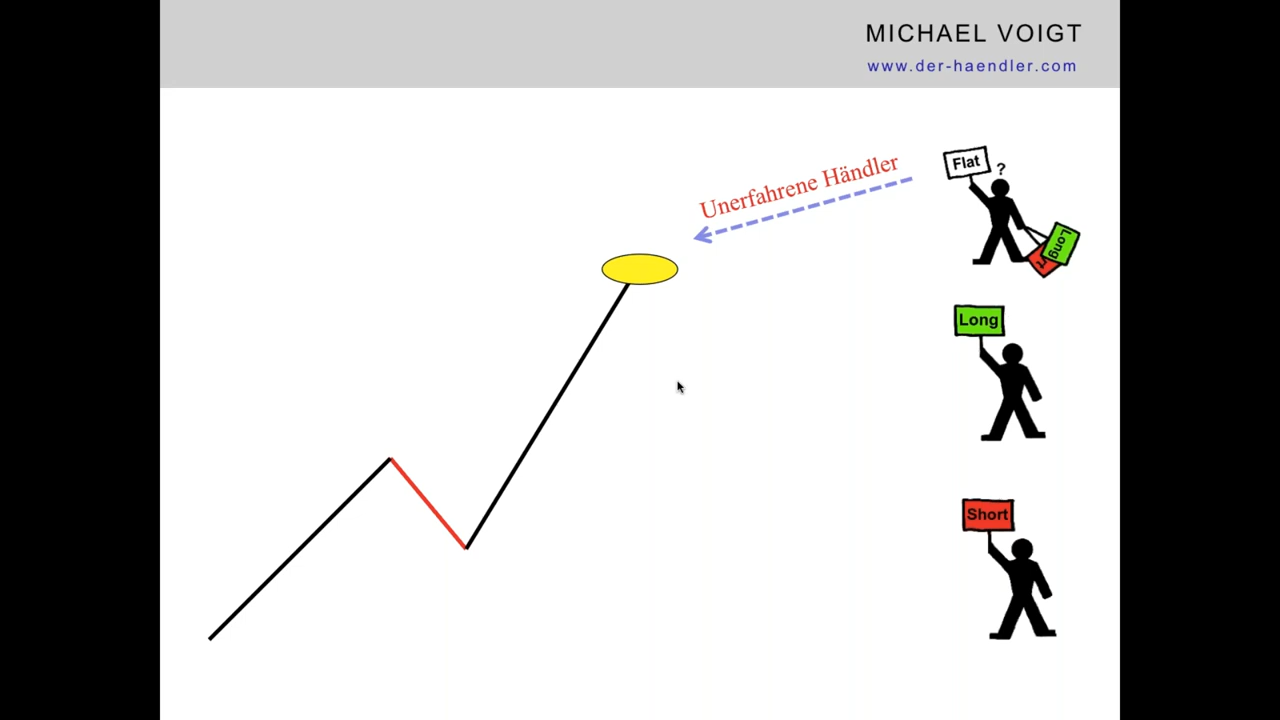 MICHAEL VOIGT
www.der-haendler.com
Unerfahrene Händler
Flat
?
Long
Long
Short